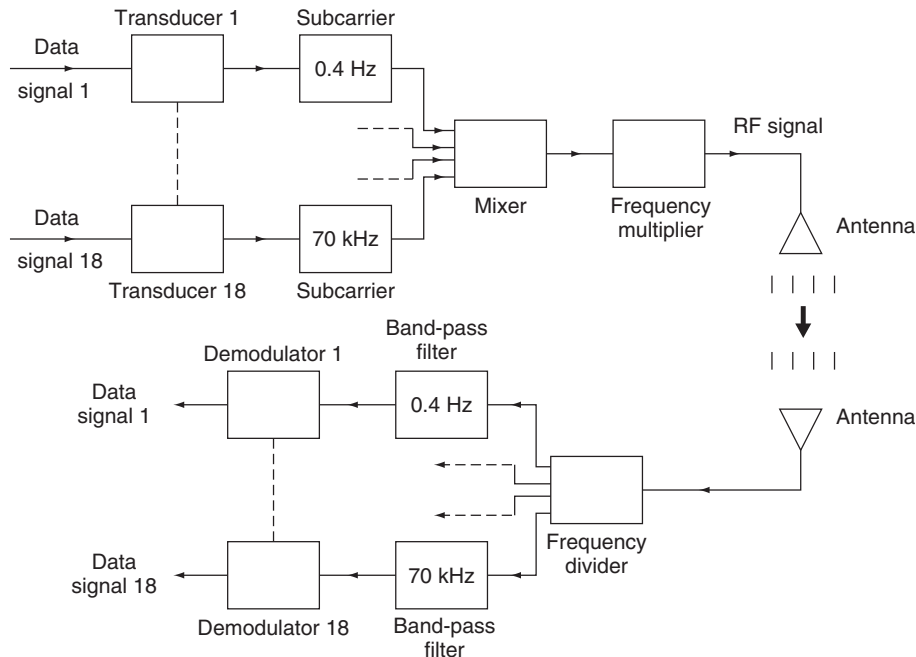 Transducer 1
Subcarrier
Data
signal 1
0.4 Hz
RF signal
Mixer
Frequency
multiplier
Data
signal 18
70 kHz
Transducer 18
Subcarrier
Antenna
Band-pass
filter
Demodulator 1
Data
signal 1
0.4 Hz
Antenna
Frequency
divider
Data
signal 18
70 kHz
Demodulator 18
Band-pass
filter